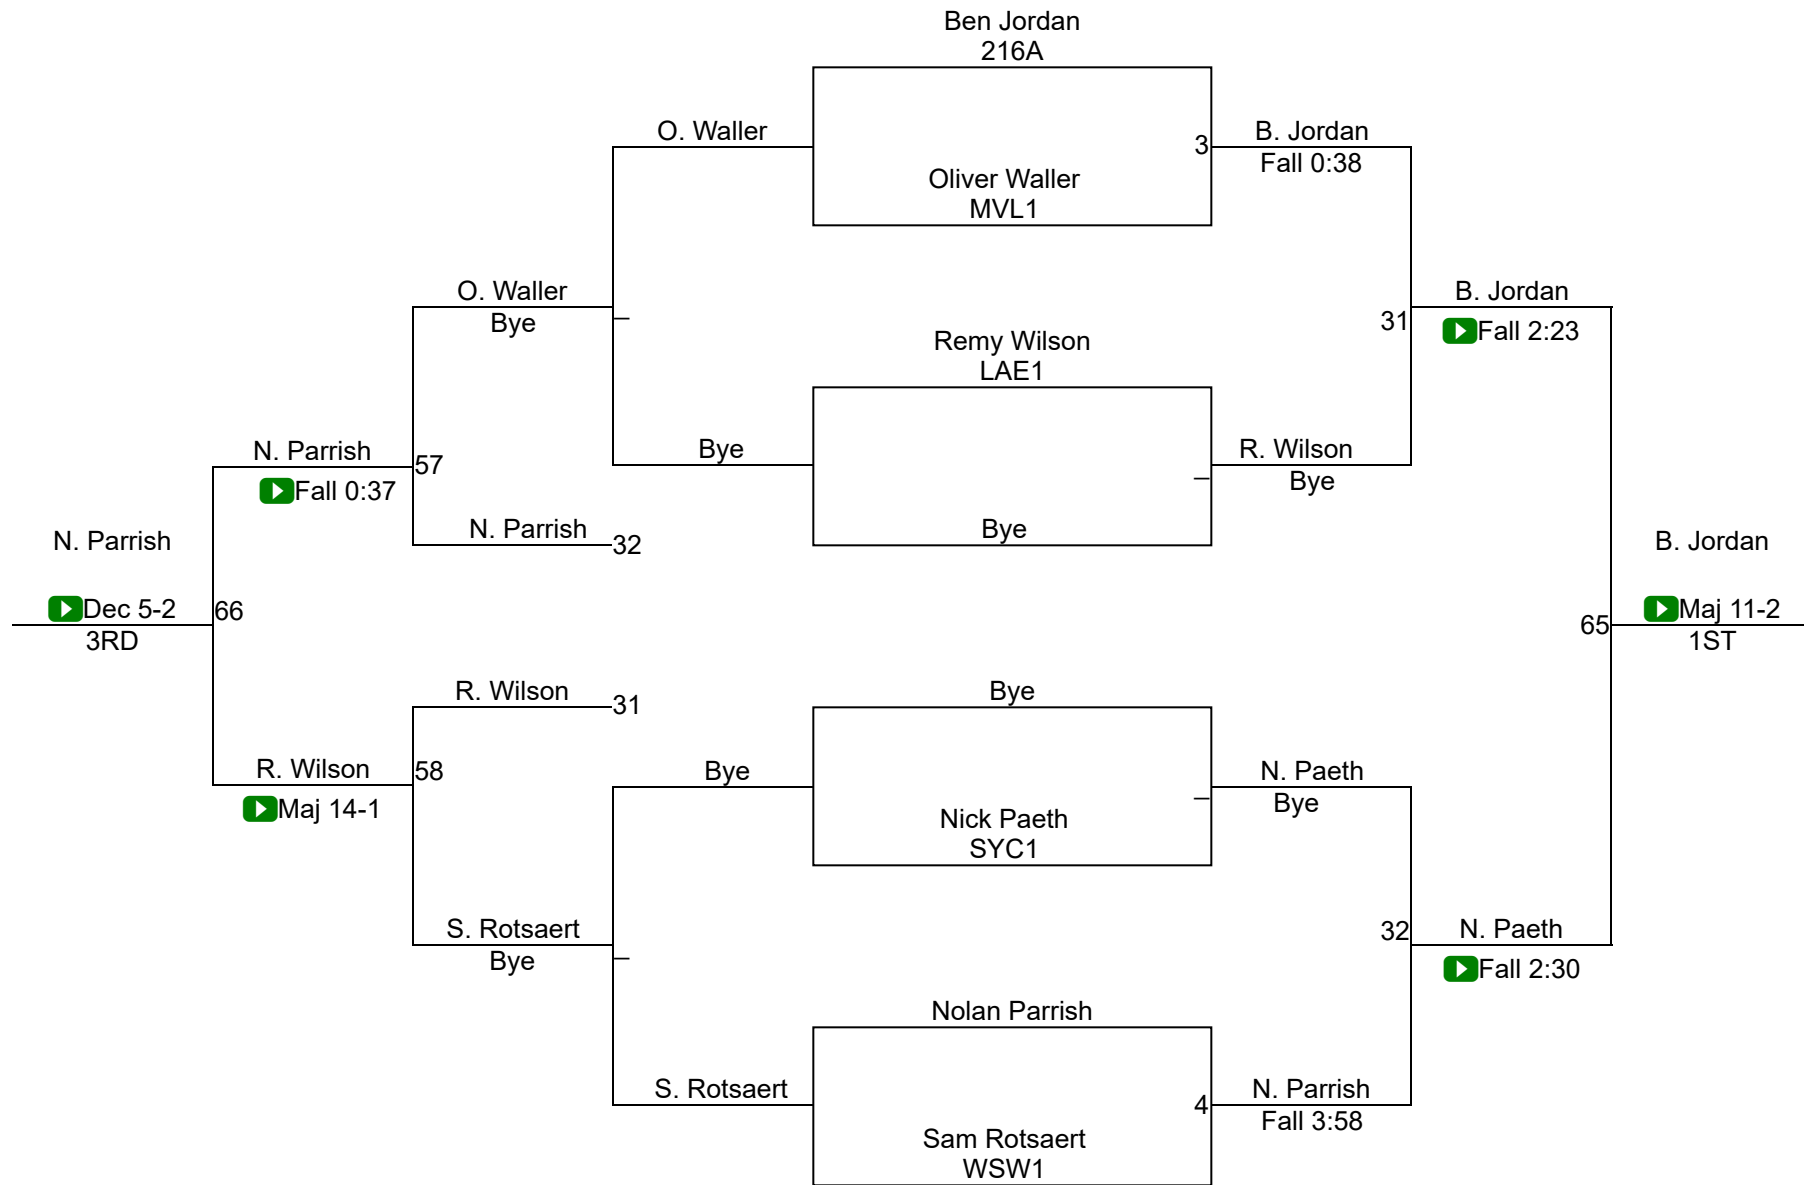 Ben Jordan
216A
O. Waller
3
B. Jordan
Fall 0:38
Oliver Waller
MVL1
O. Waller
Bye
B. Jordan
31
Fall 2:23
Remy Wilson
LAE1
N. Parrish
57
Fall 0:37
Bye
R. Wilson
Bye
N. Parrish
32
Bye
N. Parrish
B. Jordan
Dec 5-2
66
3RD
65
Maj 11-2
1ST
R. Wilson
31
Bye
R. Wilson
58
Maj 14-1
Bye
N. Paeth
Bye
Nick Paeth
SYC1
S. Rotsaert
Bye
32
N. Paeth
Fall 2:30
Nolan Parrish
S. Rotsaert
4
N. Parrish
Fall 3:58
Sam Rotsaert
WSW1